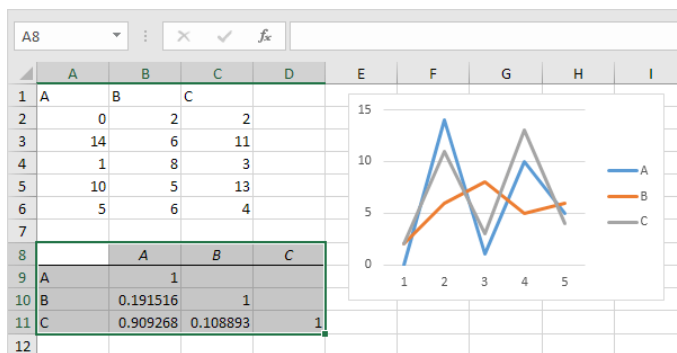 A8 fx
A B C D E F G H I
1 A B C
2 0 2 2
3 14 6 11
4 1 8 3
5 10 5 13
6 5 6 4
7
8 A B C
9 A 1
10 B 0.191516 1
11 C 0.909268 0.108893 1
12
15
10
5
0
1 2 3 4 5
A
B
C